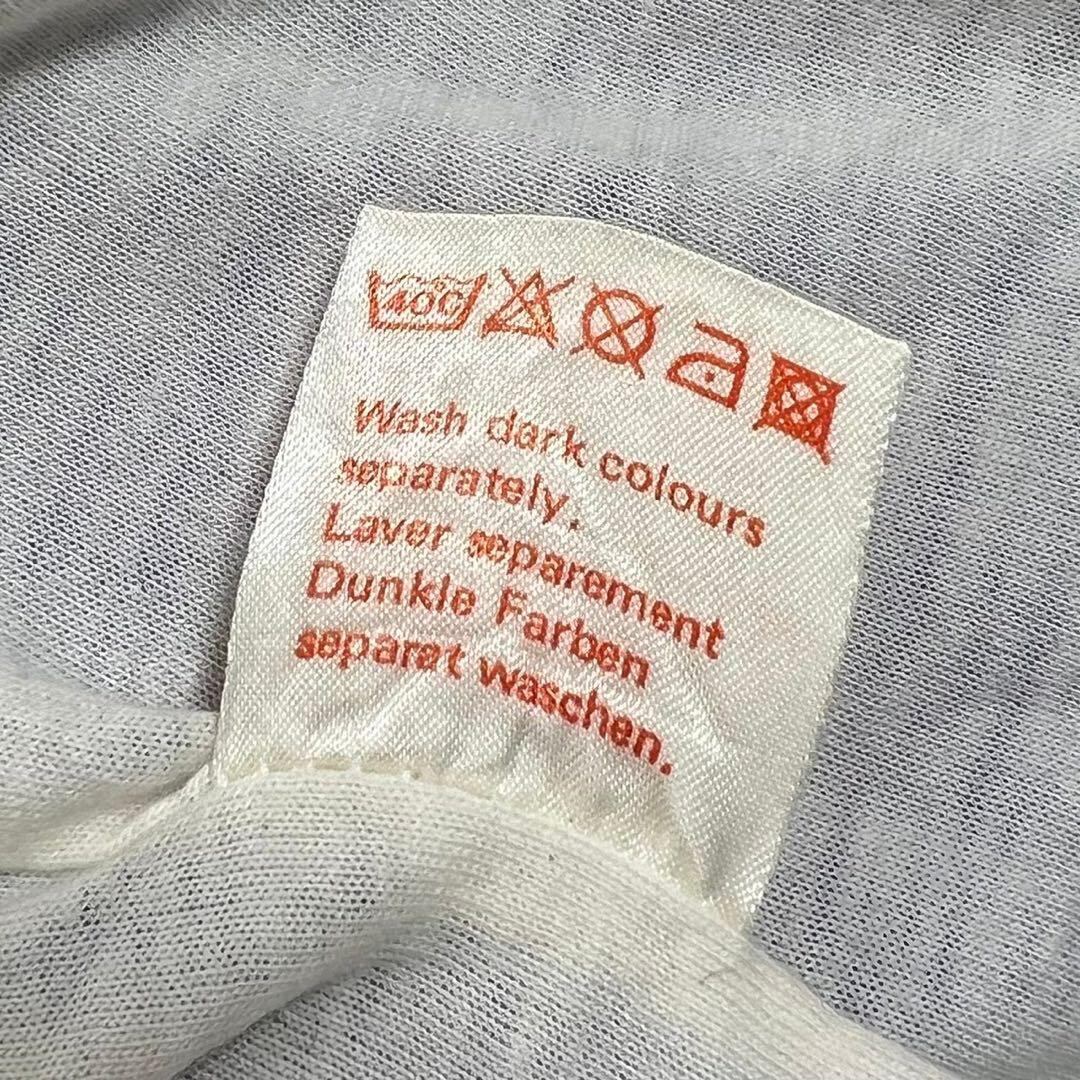 40°
Wash dark colours
separately.
Laver separement
Dunkle Farben
separat waschen.